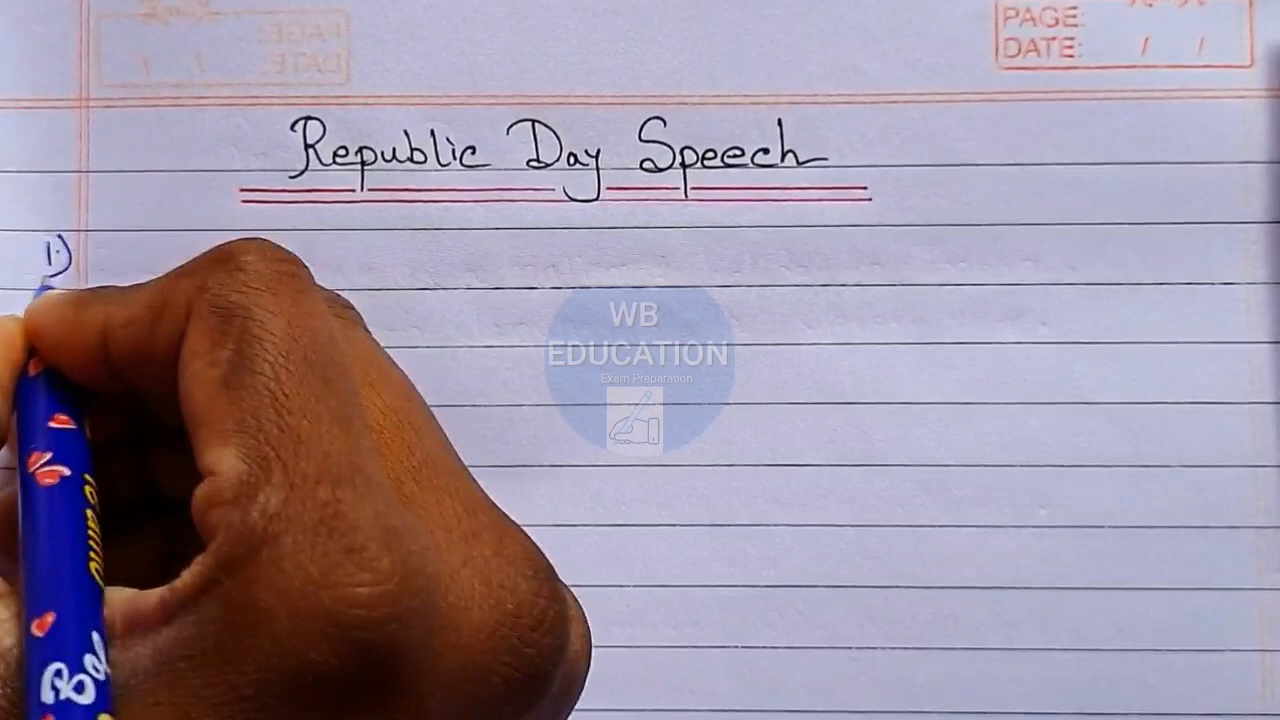 PAGE:
DATE: / /
Republic Day Speech
1.)
WB
EDUCATION
Exam Preparation